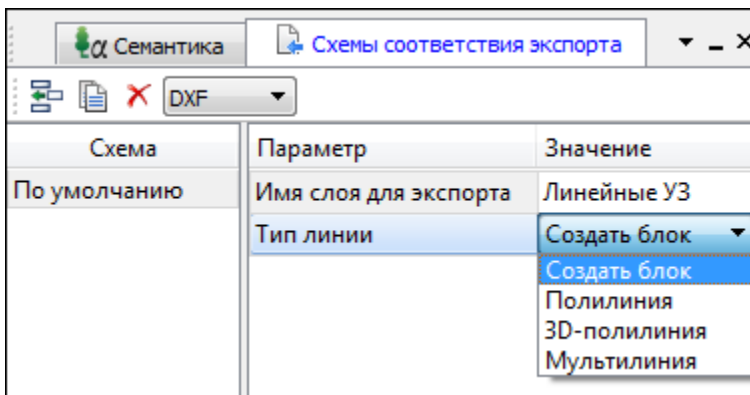 α Семантика Схемы соответствия экспорта
DXF
Схема Параметр Значение
По умолчанию Имя слоя для экспорта Линейные УЗ
Тип линии Создать блок
Создать блок
Полилиния
3D-полилиния
Мультилиния